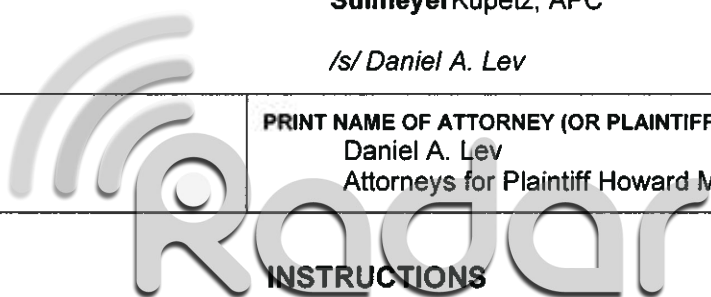 SulmeyerKupetz, APC
/s/ Daniel A. Lev
PRINT NAME OF ATTORNEY (OR PLAINTIFF
Daniel A. Lev
Attorneys for Plaintiff Howard M
Radar
INSTRUCTIONS